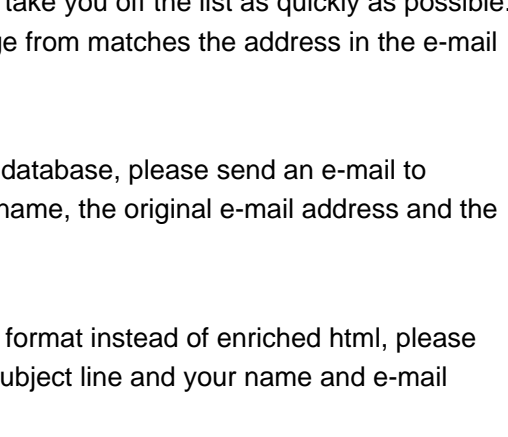 take you off the list as quickly as possible.
from matches the address in the e-mail
database, please send an e-mail to
name, the original e-mail address and the
format instead of enriched html, please
ubject line and your name and e-mail